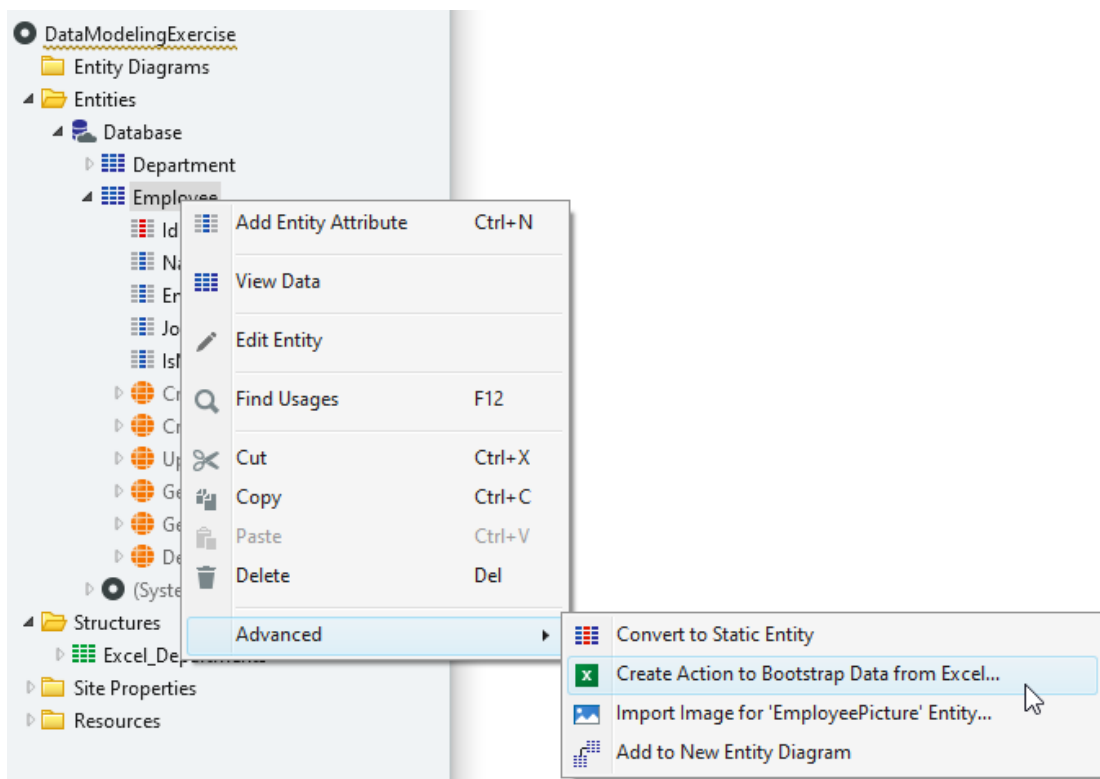 DataModelingExercise
Entity Diagrams
Entities
Database
Department
Employee
Id
Add Entity Attribute Ctrl+N
View Data
Edit Entity
Find Usages F12
Cut Ctrl+X
Copy Ctrl+C
Paste Ctrl+V
Delete Del
(Syste
Structures
Advanced
Convert to Static Entity
Create Action to Bootstrap Data from Excel...
Site Properties
Import Image for 'EmployeePicture' Entity...
Resources
Add to New Entity Diagram